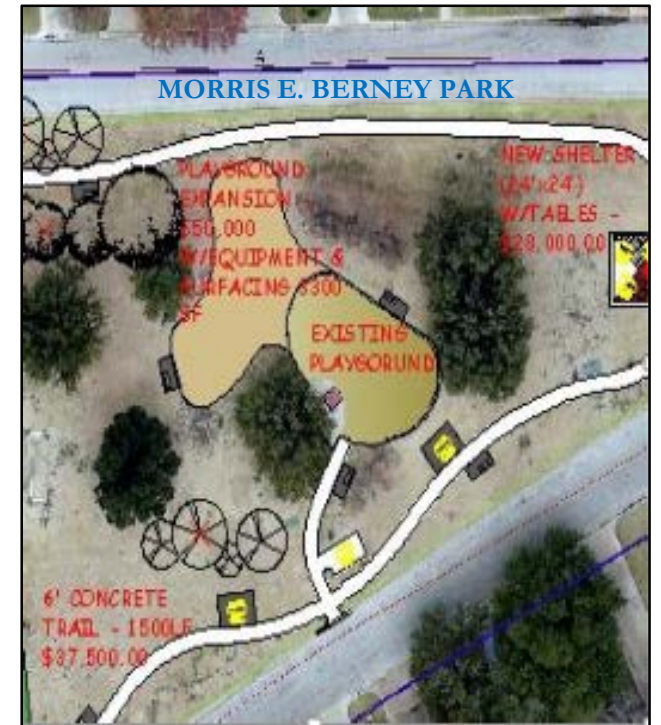 MORRIS E. BERNEY PARK
PLAYGROUND
EXPANSION
$50,000
W/EQUIPMENT &
SURFACING 3300
SF
NEW SHELTER
(24'x24')
W/TABLES -
$28,000.00
EXISTING
PLAYGORUND
6' CONCRETE
TRAIL - 1500LF
$37,500.00